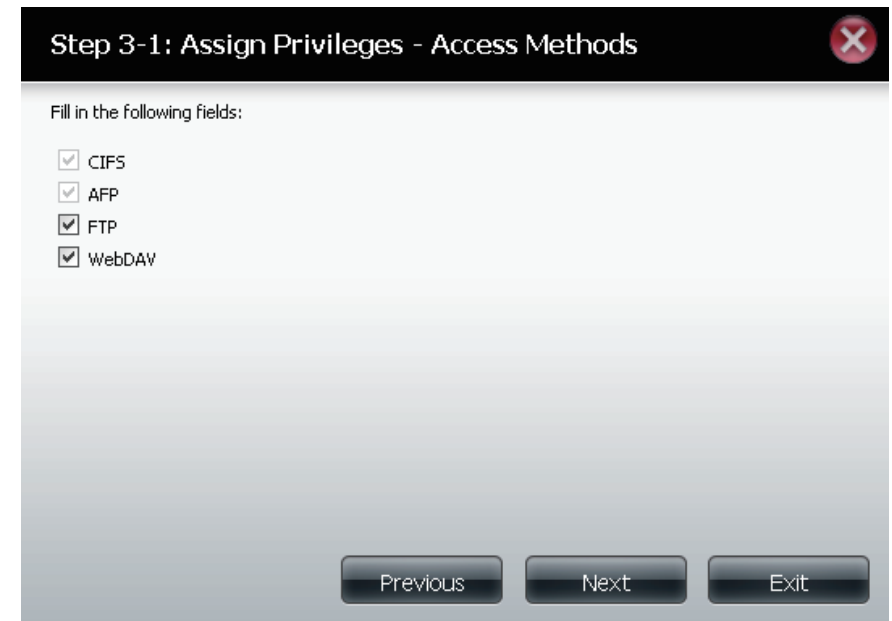 Step 3-1: Assign Privileges - Access Methods
Fill in the following fields:
CIFS
AFP
FTP
WebDAV
Previous Next Exit